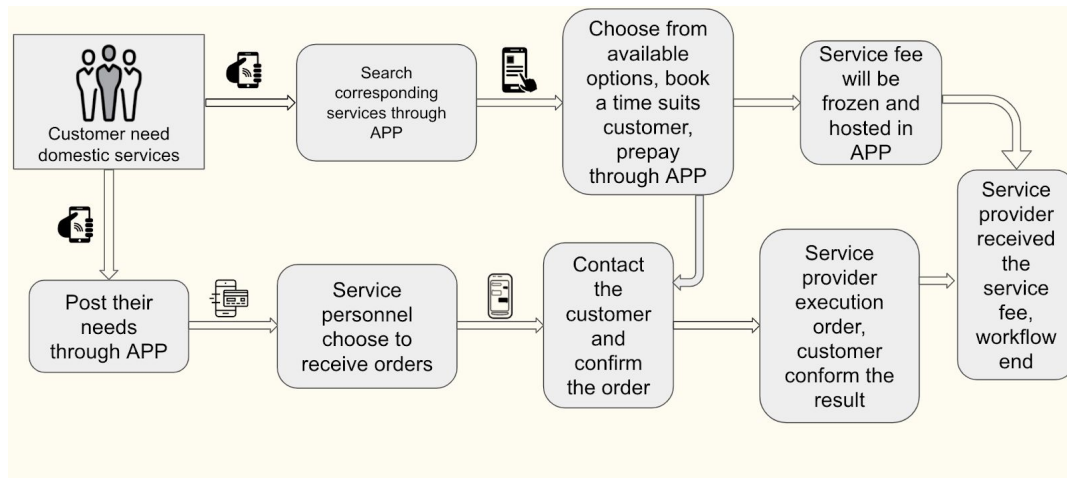 Customer need
domestic services
Search
corresponding
services through
APP
Choose from
available
options, book
a time suits
customer,
prepay
through APP
Service fee
will be
frozen and
hosted in
APP
Service
provider
received
the
service
fee,
workflow
end
Post their
needs
through APP
Service
personnel
choose to
receive orders
Contact
the
customer
and
confirm
the order
Service
provider
execution
order,
customer
conform the
result